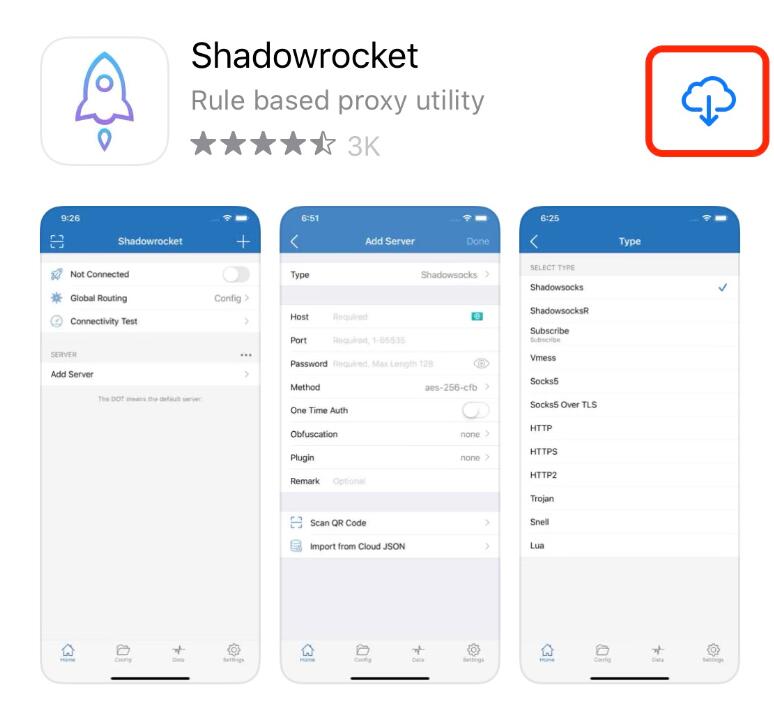 Shadowrocket
Rule based proxy utility
3K
9:26
Shadowrocket
Not Connected
Global Routing Config
Connectivity Test
SERVER
Add Server
The DOT means the default server.
Home Config Data Settings
6:51
Add Server Done
Type Shadowsocks
Host Required
Port Required, 1-65535
Password Required, Max Length 128
Method aes-256-cfb
One Time Auth
Obfuscation none
Plugin none
Remark Optional
Scan QR Code
Import from Cloud JSON
Home Config Data Settings
6:25
Type
SELECT TYPE
Shadowsocks
ShadowsocksR
Subscribe
Subscribe
Vmess
Socks5
Socks5 Over TLS
HTTP
HTTPS
HTTP2
Trojan
Snell
Lua
Home Config Data Settings